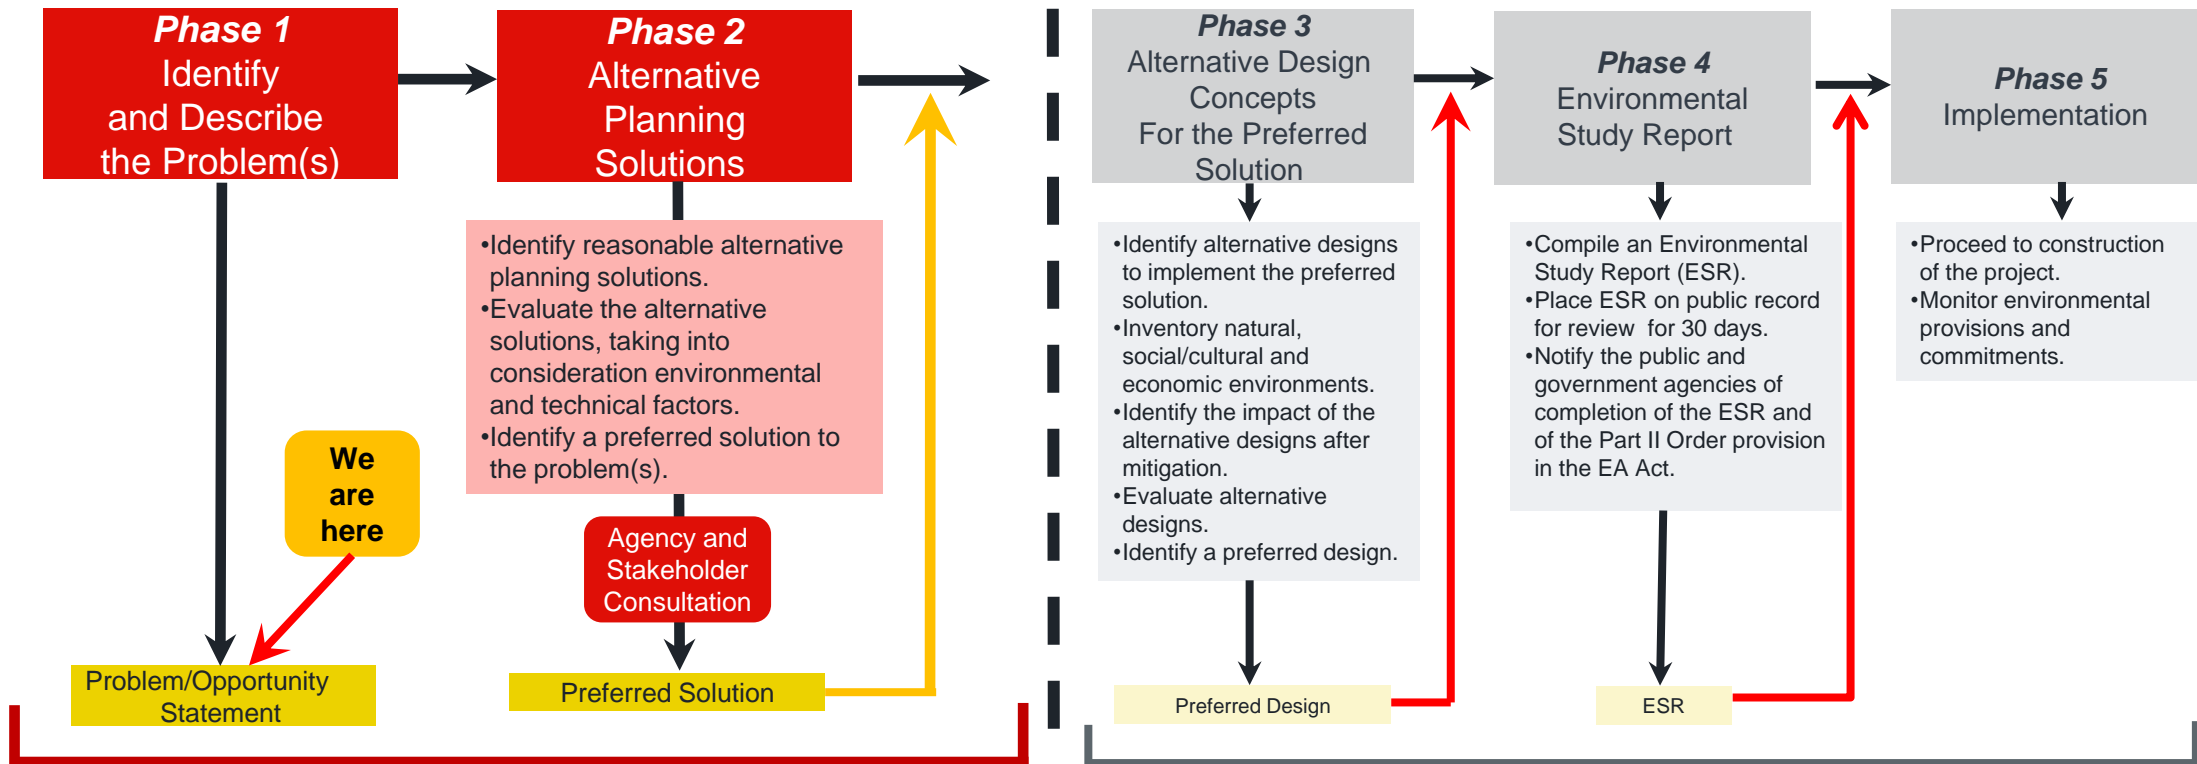 Phase 1
Identify
and Describe
the Problem(s)
Problem/Opportunity
Statement
We
are
here
Phase 2
Alternative
Planning
Solutions
•Identify reasonable alternative
planning solutions.
•Evaluate the alternative
solutions, taking into
consideration environmental
and technical factors.
•Identify a preferred solution to
the problem(s).
Agency and
Stakeholder
Consultation
Preferred Solution
Phase 3
Alternative Design
Concepts
For the Preferred
Solution
•Identify alternative designs
to implement the preferred
solution.
•Inventory natural,
social/cultural and
economic environments.
•Identify the impact of the
alternative designs after
mitigation.
•Evaluate alternative
designs.
•Identify a preferred design.
Preferred Design
Phase 4
Environmental
Study Report
•Compile an Environmental
Study Report (ESR).
•Place ESR on public record
for review for 30 days.
•Notify the public and
government agencies of
completion of the ESR and
of the Part II Order provision
in the EA Act.
ESR
Phase 5
Implementation
•Proceed to construction
of the project.
•Monitor environmental
provisions and
commitments.